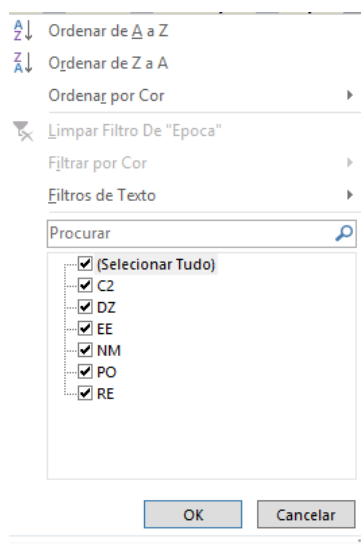 Ordenar de A a Z
Ordenar de Z a A
Ordenar por Cor
Limpar Filtro De "Epoca"
Filtrar por Cor
Filtros de Texto
Procurar
(Selecionar Tudo)
C2
DZ
EE
NM
PO
RE
OK Cancelar